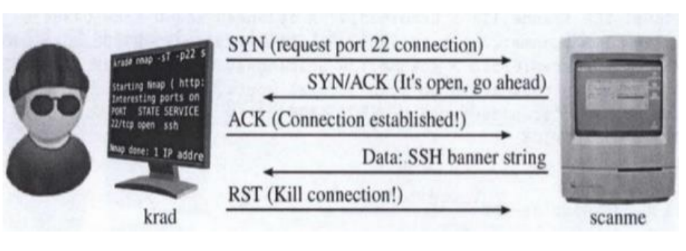 krad# nmap -sT -p22 s
Starting Nmap ( http:
Interesting ports on
PORT STATE SERVICE
22/tcp open ssh
Nmap done: 1 IP addre
krad
SYN (request port 22 connection)
SYN/ACK (It's open, go ahead)
ACK (Connection established!)
Data: SSH banner string
RST (Kill connection!)
scanme